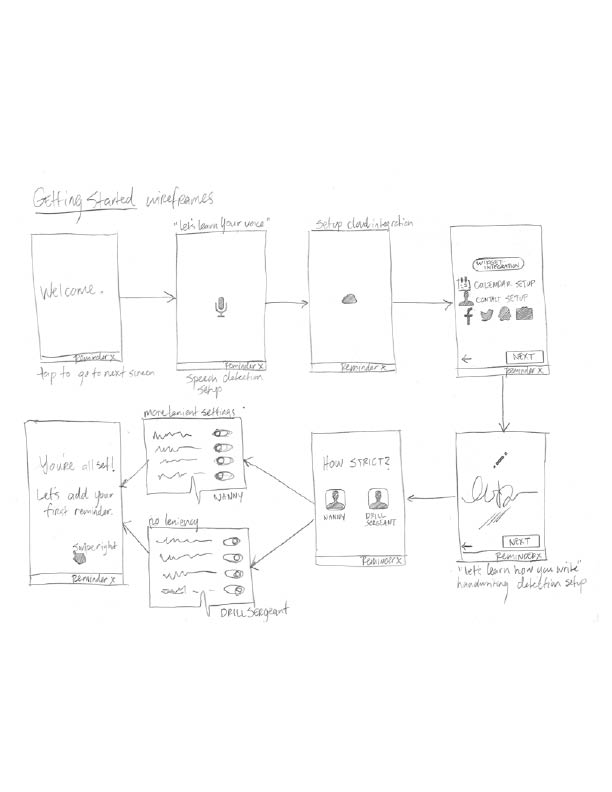 Getting Started wireframes
Welcome.
Reminder X
tap to go to next screen
"Let's learn your voice"
Reminder X
Speech detection
setup
Setup cloud integration
Reminder X
WIDGET
INTEGRATION
CALENDAR SETUP
CONTACT SETUP
f
NEXT
Reminder X
NEXT
REMINDER X
"Let's learn how you write"
handwriting detection setup
HOW STRICT?
NANNY
DRILL
SERGEANT
REMINDER X
more lenient settings
NANNY
no leniency
DRILL SERGEANT
You're all set!
Let's add your
first reminder.
swipe right
Reminder X